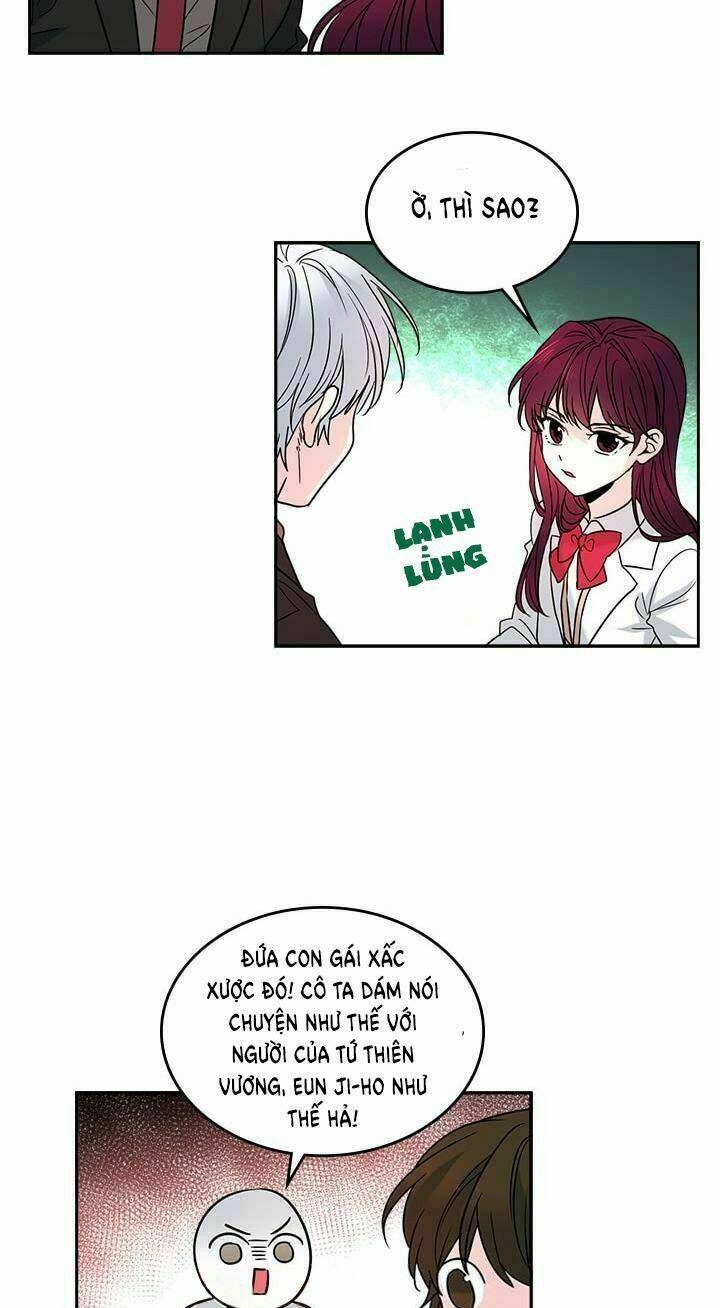 Ờ, THÌ SAO?
LẠNH
LÙNG
ĐỨA CON GÁI XẤC
XƯỢC ĐÓ! CÔ TA DÁM NÓI
CHUYỆN NHƯ THẾ VỚI
NGƯỜI CỦA TỨ THIÊN
VƯƠNG, EUN JI-HO NHƯ
THẾ HẢ!